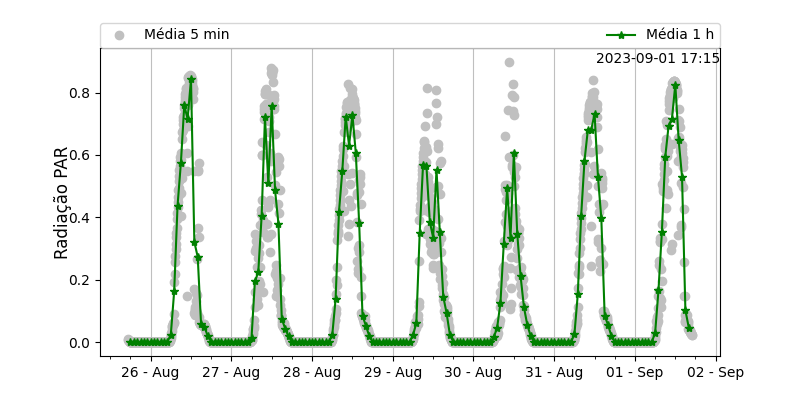 Média 5 min
Média 1 h
2023-09-01 17:15
Radiação PAR
0.8
0.6
0.4
0.2
0.0
26 - Aug
27 - Aug
28 - Aug
29 - Aug
30 - Aug
31 - Aug
01 - Sep
02 - Sep